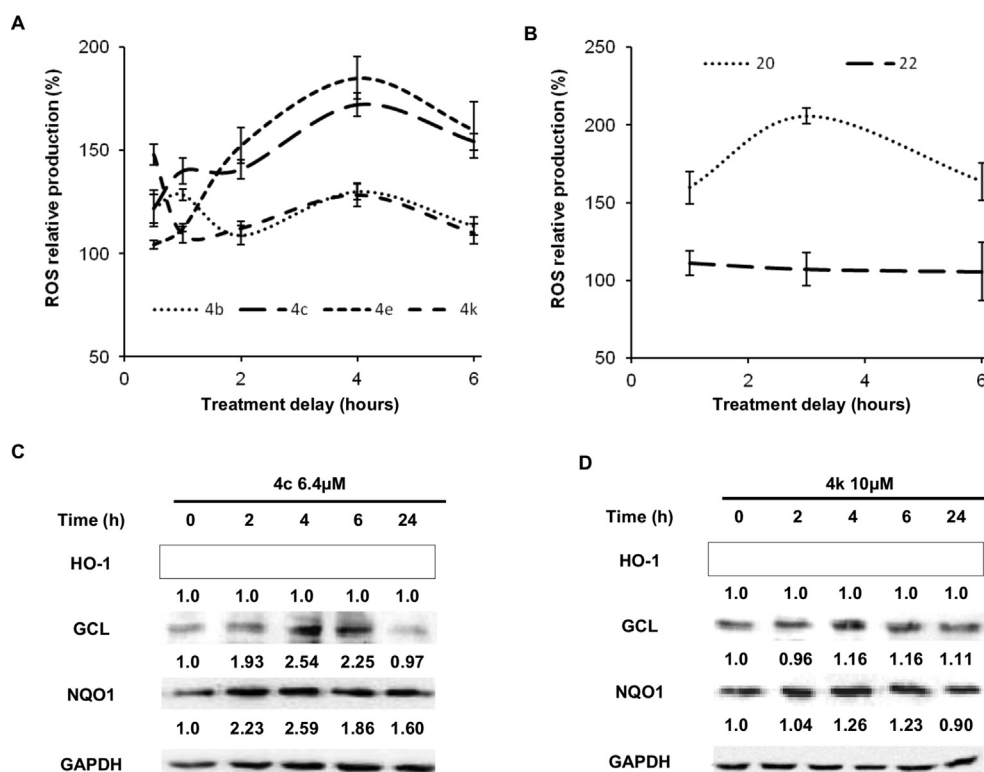 A
ROS relative production (%)
200
150
100
50
0
2
4
6
4b
4c
4e
4k
Treatment delay (hours)
B
ROS relative production (%)
250
200
150
100
50
0
2
4
6
20
22
Treatment delay (hours)
C
4c 6.4µM
Time (h) 0 2 4 6 24
HO-1
1.0 1.0 1.0 1.0 1.0
GCL
1.0 1.93 2.54 2.25 0.97
NQO1
1.0 2.23 2.59 1.86 1.60
GAPDH
D
4k 10µM
Time (h) 0 2 4 6 24
HO-1
1.0 1.0 1.0 1.0 1.0
GCL
1.0 0.96 1.16 1.16 1.11
NQO1
1.0 1.04 1.26 1.23 0.90
GAPDH